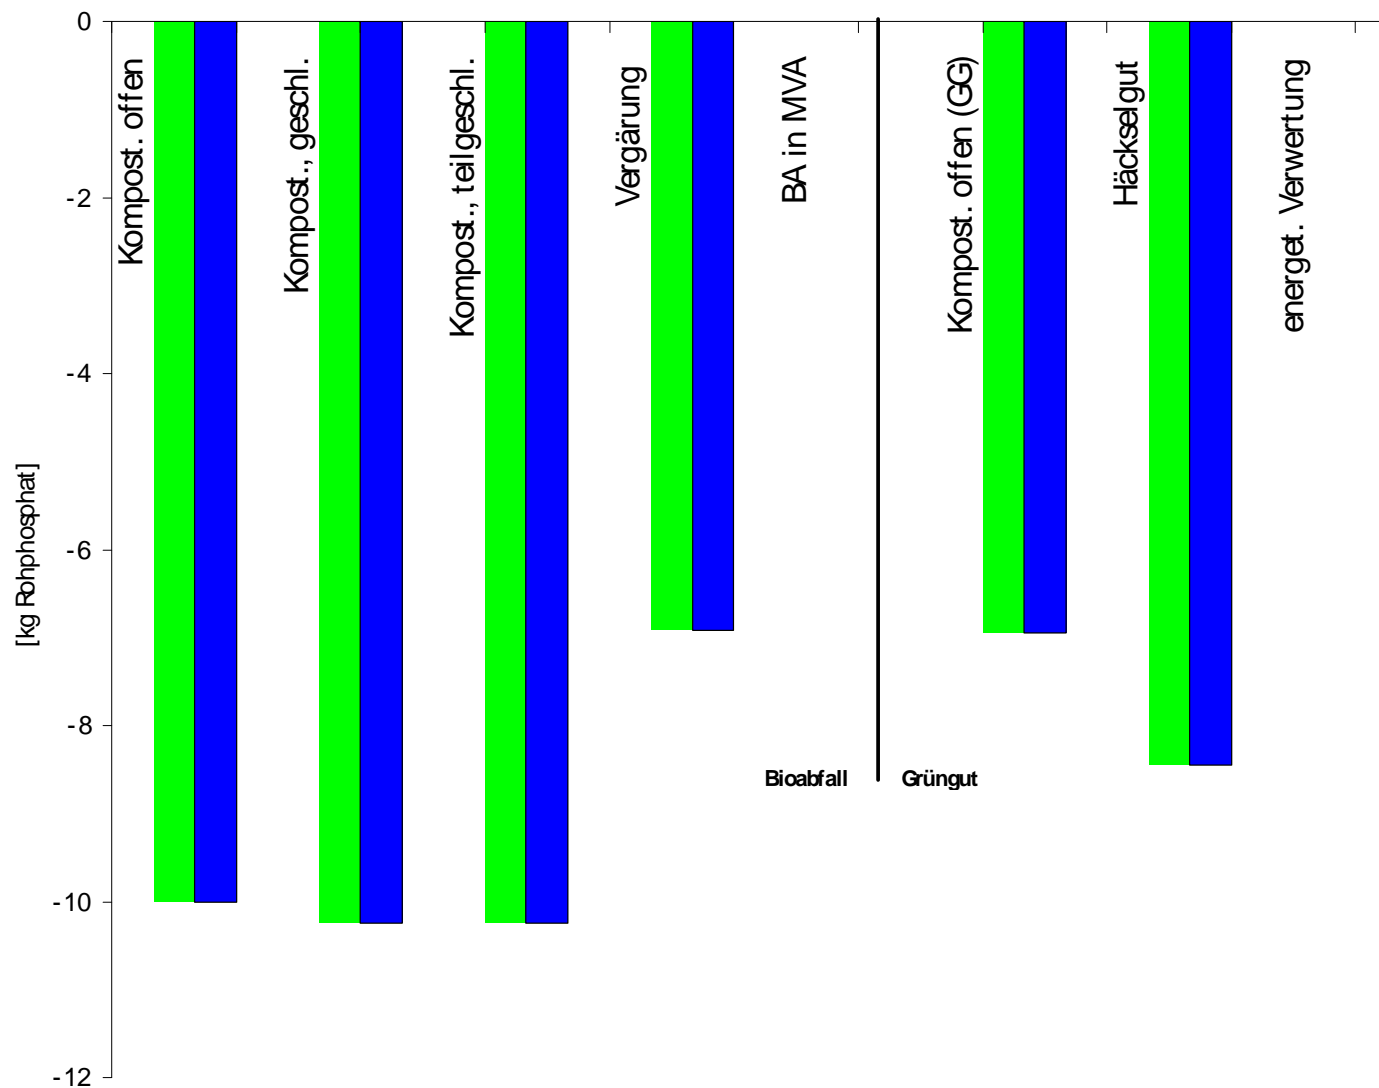 0
-2
-4
-6
-8
-10
-12
[kg Rohphosphat]
Kompost. offen
Kompost., geschl.
Kompost., teilgeschl.
Vergärung
BA in MVA
Kompost. offen (GG)
Häckselgut
energet. Verwertung
Bioabfall
Grüngut